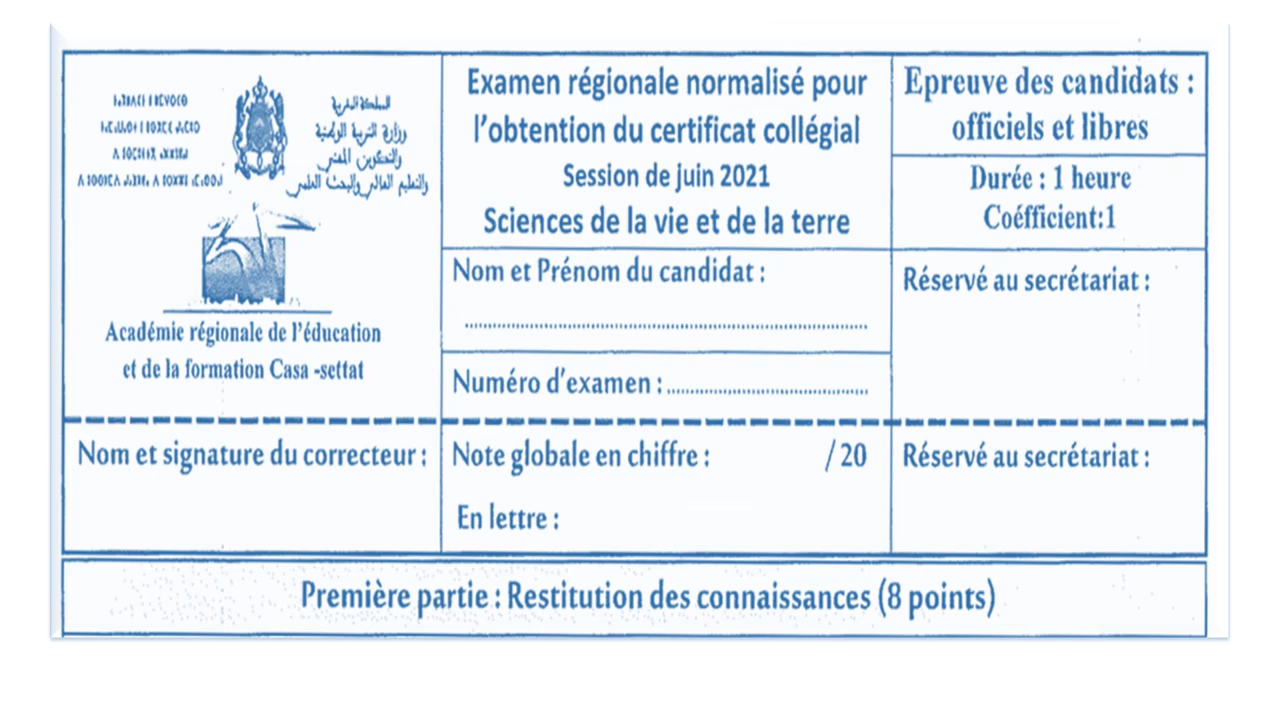 المملكة المغربية
وزارة التربية الوطنية
والتكوين المهني
والتعليم العالي والبحث العلمي
Académie régionale de l'éducation
et de la formation Casa -settat
Examen régionale normalisé pour
l'obtention du certificat collégial
Session de juin 2021
Sciences de la vie et de la terre
Epreuve des candidats :
officiels et libres
Durée : 1 heure
Coéfficient:1
Nom et Prénom du candidat :
Numéro d'examen :
Réservé au secrétariat :
Nom et signature du correcteur :
Note globale en chiffre : / 20
En lettre :
Réservé au secrétariat :
Première partie : Restitution des connaissances (8 points)